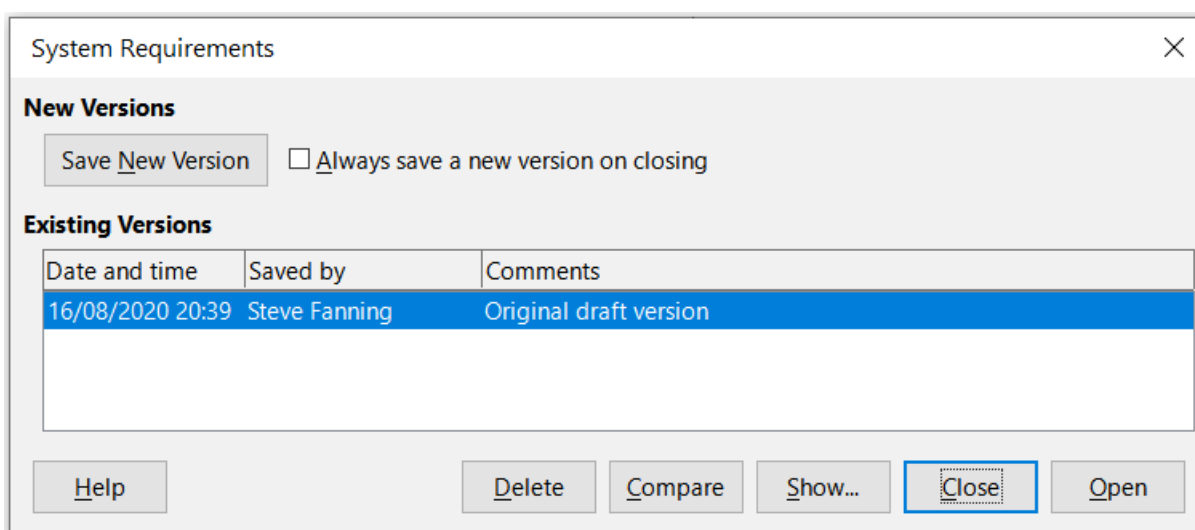 System Requirements
New Versions
Save New Version Always save a new version on closing
Existing Versions
Date and time Saved by Comments
16/08/2020 20:39 Steve Fanning Original draft version
Help Delete Compare Show... Close Open